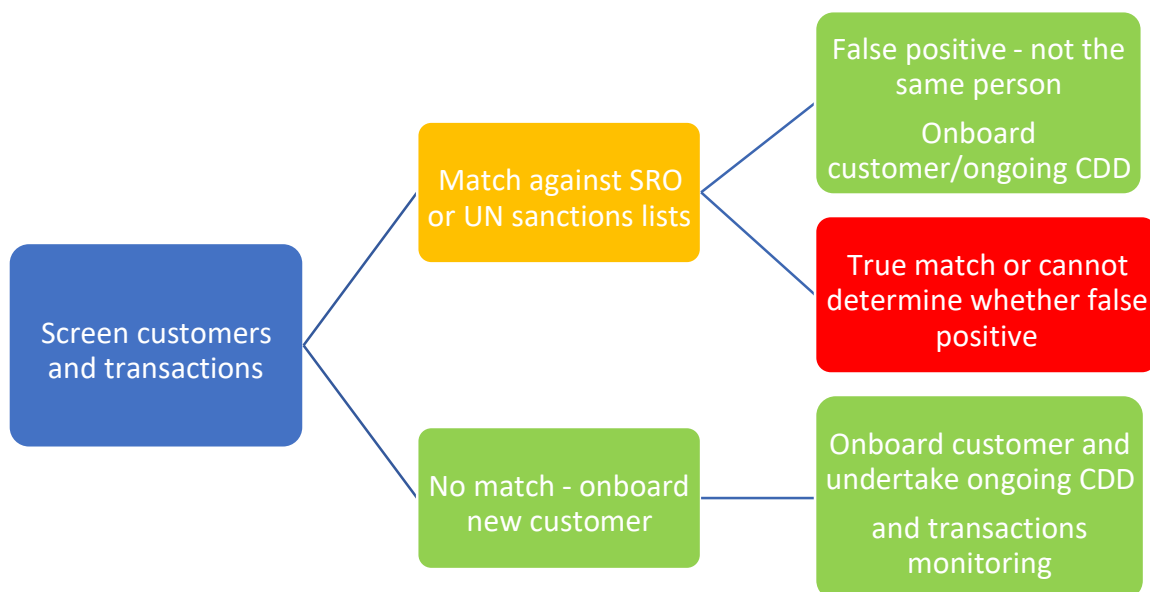 Screen customers
and transactions
Match against SRO
or UN sanctions lists
False positive - not the
same person
Onboard
customer/ongoing CDD
True match or cannot
determine whether false
positive
No match - onboard
new customer
Onboard customer and
undertake ongoing CDD
and transactions
monitoring